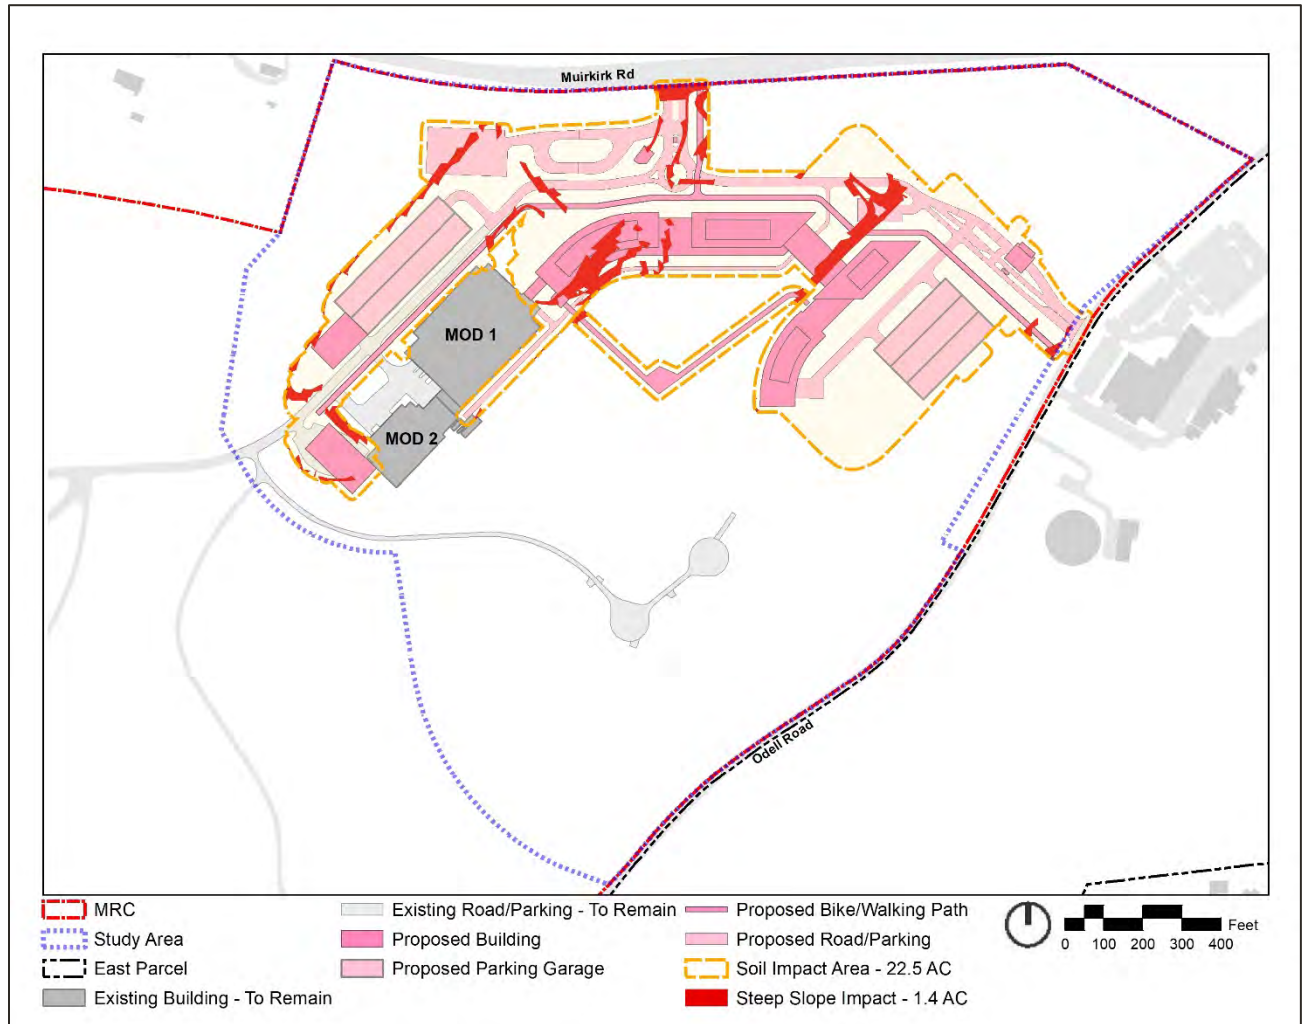 Muirkirk Rd
MOD 1
MOD 2
Odell Road
MRC
Study Area
East Parcel
Existing Building - To Remain
Existing Road/Parking - To Remain
Proposed Building
Proposed Parking Garage
Proposed Bike/Walking Path
Proposed Road/Parking
Soil Impact Area - 22.5 AC
Steep Slope Impact - 1.4 AC
Feet
0 100 200 300 400